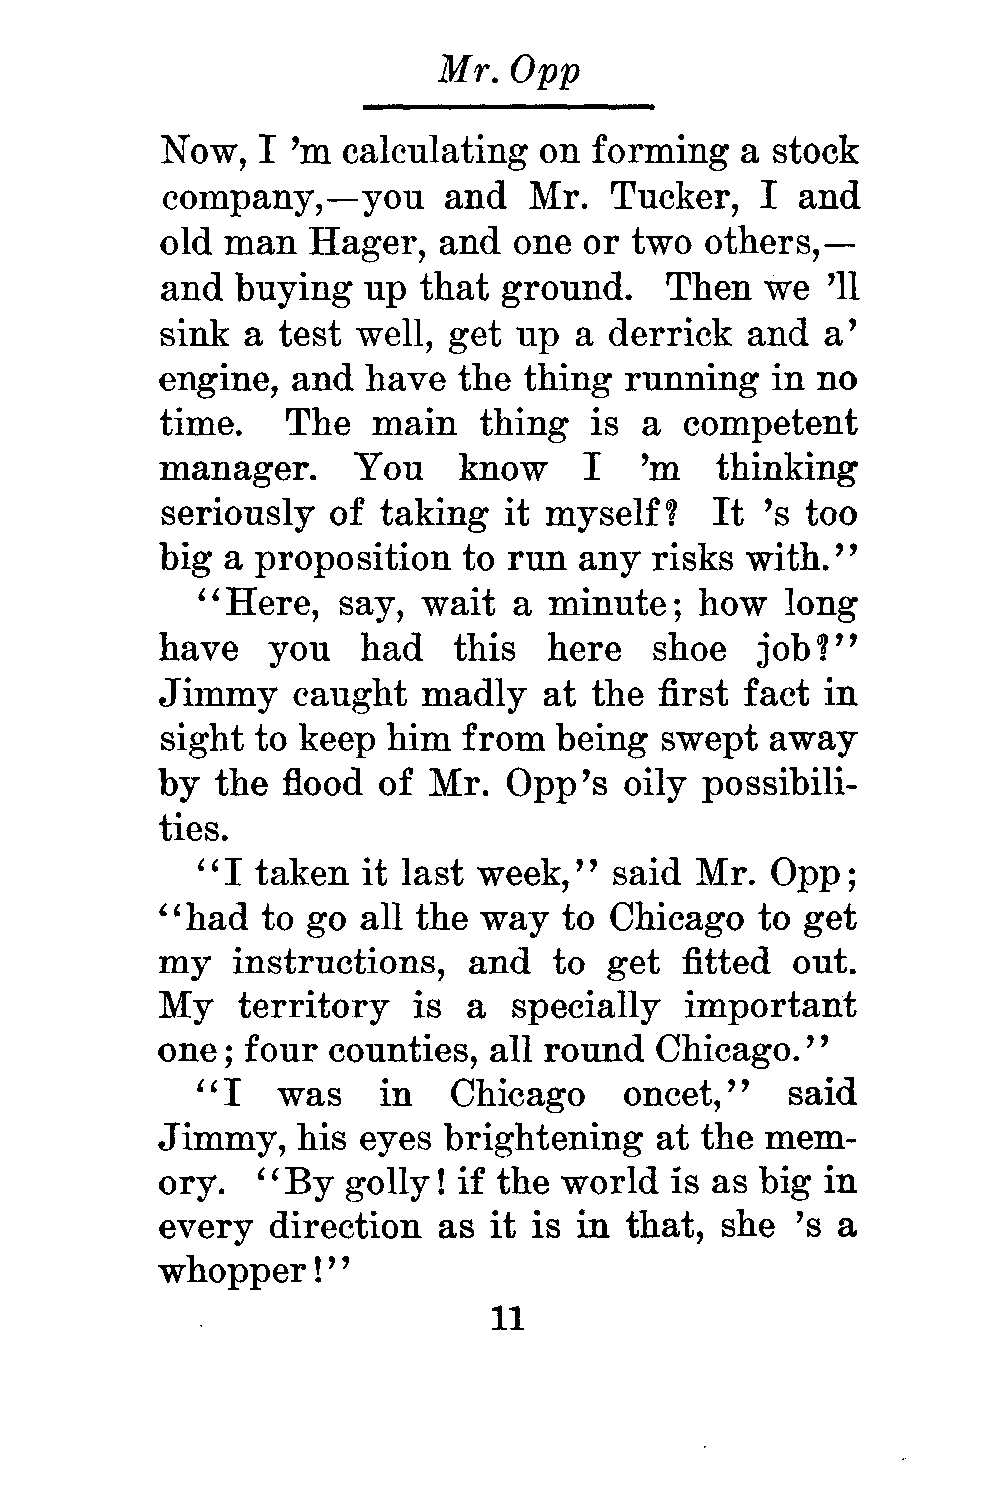 Mr. Opp
Now, I 'm calculating on forming a stock
company,—you and Mr. Tucker, I and
old man Hager, and one or two others,—
and buying up that ground. Then we 'll
sink a test well, get up a derrick and a'
engine, and have the thing running in no
time. The main thing is a competent
manager. You know I 'm thinking
seriously of taking it myself? It 's too
big a proposition to run any risks with.''
''Here, say, wait a minute; how long
have you had this here shoe job?''
Jimmy caught madly at the first fact in
sight to keep him from being swept away
by the flood of Mr. Opp's oily possibili-
ties.
''I taken it last week,'' said Mr. Opp;
''had to go all the way to Chicago to get
my instructions, and to get fitted out.
My territory is a specially important
one; four counties, all round Chicago.''
''I was in Chicago oncet,'' said
Jimmy, his eyes brightening at the mem-
ory. ''By golly! if the world is as big in
every direction as it is in that, she 's a
whopper!''
11